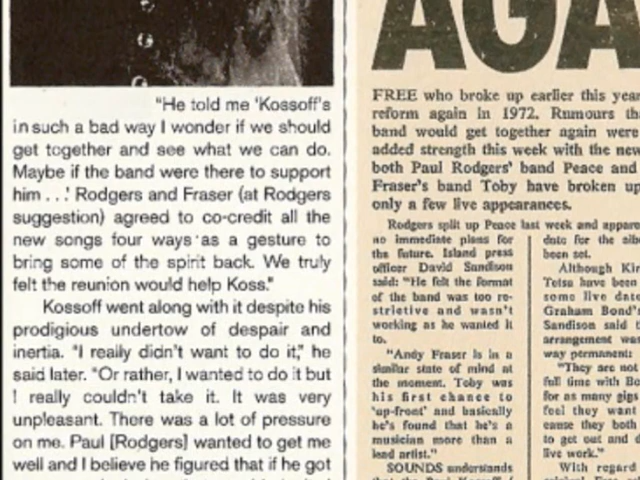 "He told me 'Kossoff's
in such a bad way I wonder if we should
get together and see what we can do.
Maybe if the band were there to support
him . . .' Rodgers and Fraser (at Rodgers
suggestion) agreed to co-credit all the
new songs four ways as a gesture to
bring some of the spirit back. We truly
felt the reunion would help Koss."
Kossoff went along with it despite his
prodigious undertow of despair and
inertia. "I really didn't want to do it," he
said later. "Or rather, I wanted to do it but
I really couldn't take it. It was very
unpleasant. There was a lot of pressure
on me. Paul [Rodgers] wanted to get me
well and I believe he figured that if he got
AGA
FREE who broke up earlier this year
reform again in 1972. Rumours th
band would get together again were
added strength this week with the new
both Paul Rodgers' band Peace and
Fraser's band Toby have broken up
only a few live appearances.
Rodgers split up Peace last week and appare
no immediate plans for
the future. Island press
officer David Sandison
said: "He felt the format
of the band was too re-
strictive and wasn't
working as he wanted it
to.
"Andy Fraser is in a
similar state of mind at
the moment. Toby was
his first chance to
'up-front' and basically
he's found that he's a
musician more than a
lead artist."
SOUNDS understands
date for the alb
been set.
Although Kir
Tetsu have been
some live date
Graham Bond's
Sandison said t
arrangement was
way permanent:
"They are not
full time with Bo
for as many gigs
feel they want
cause they both
to get out and d
live work."
With regard